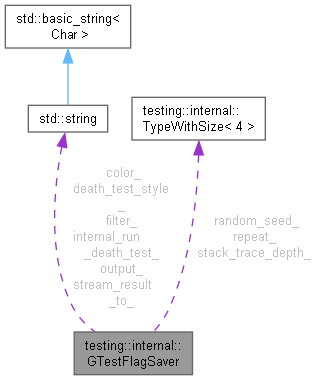 std::basic_string<
Char >
std::string
testing::internal::
TypeWithSize< 4 >
color_
death_test_style
_
filter_
internal_run
_death_test_
output_
stream_result
_to_
random_seed_
repeat_
stack_trace_depth_
testing::internal::
GTestFlagSaver